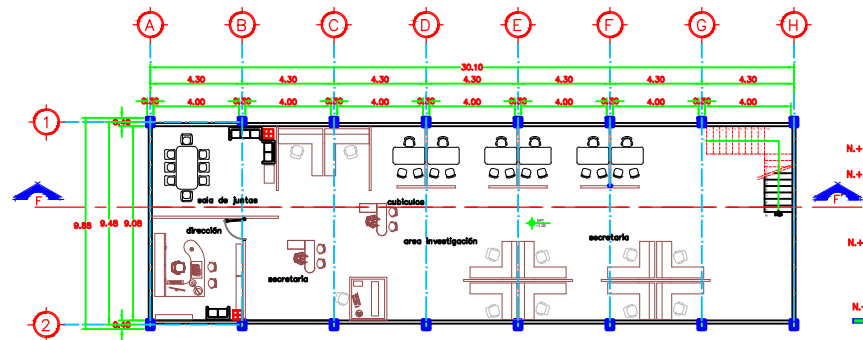 A B C D E F G H
30.10
4.30 4.30 4.30 4.30 4.30 4.30 4.30
0.30 4.00 0.30 4.00 0.30 4.00 0.30 4.00 0.30 4.00 0.30 4.00 0.30 4.00
1
0.40
N.+
N.+
sala de juntas
cubiculos
F
F'
9.88 9.48 9.08
dirección
area investigación
secretaria
N.+
secretaria
N.+
2
0.40